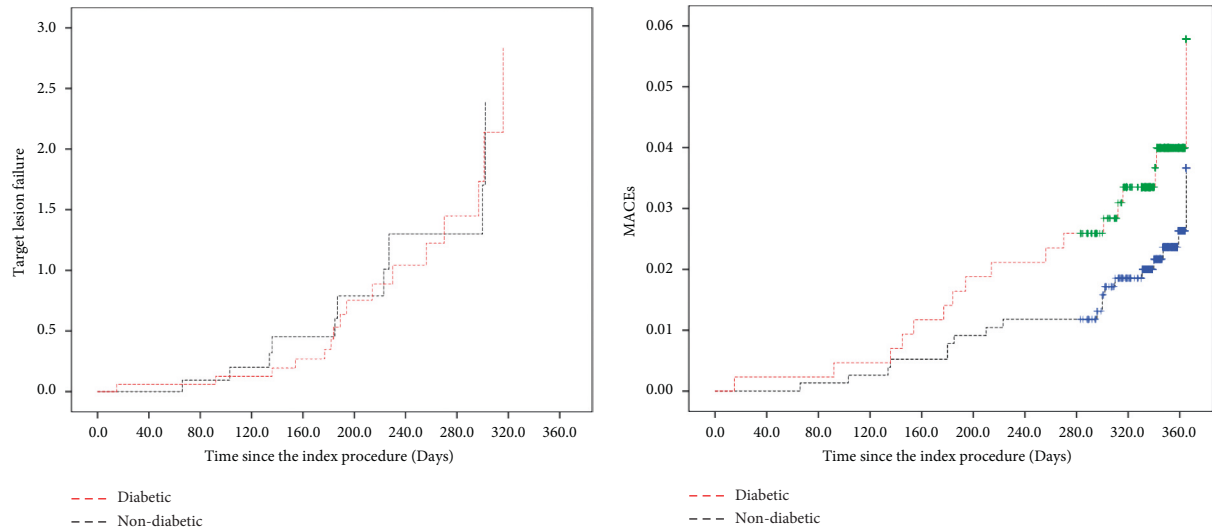 Target lesion failure
3.0
2.5
2.0
1.5
1.0
0.5
0.0
0.0 40.0 80.0 120.0 160.0 200.0 240.0 280.0 320.0 360.0
Time since the index procedure (Days)
Diabetic
Non-diabetic
MACEs
0.06
0.05
0.04
0.03
0.02
0.01
0.00
0.0 40.0 80.0 120.0 160.0 200.0 240.0 280.0 320.0 360.0
Time since the index procedure (Days)
Diabetic
Non-diabetic